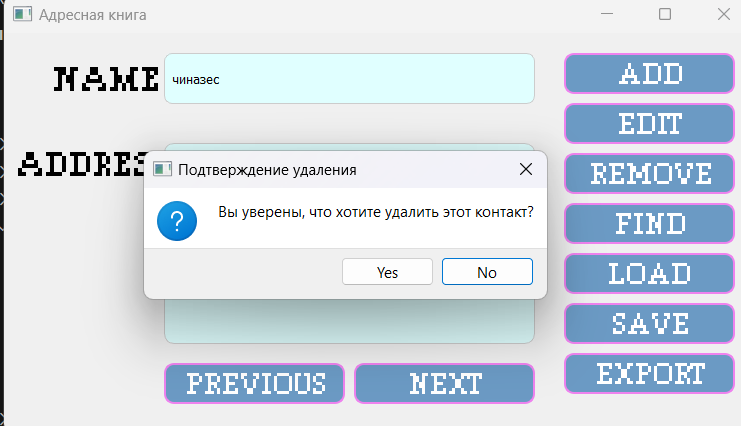 Адресная книга
NAME
чиназес
ADD
EDIT
REMOVE
FIND
LOAD
SAVE
EXPORT
ADDRES
Подтверждение удаления
Вы уверены, что хотите удалить этот контакт?
Yes
No
PREVIOUS
NEXT